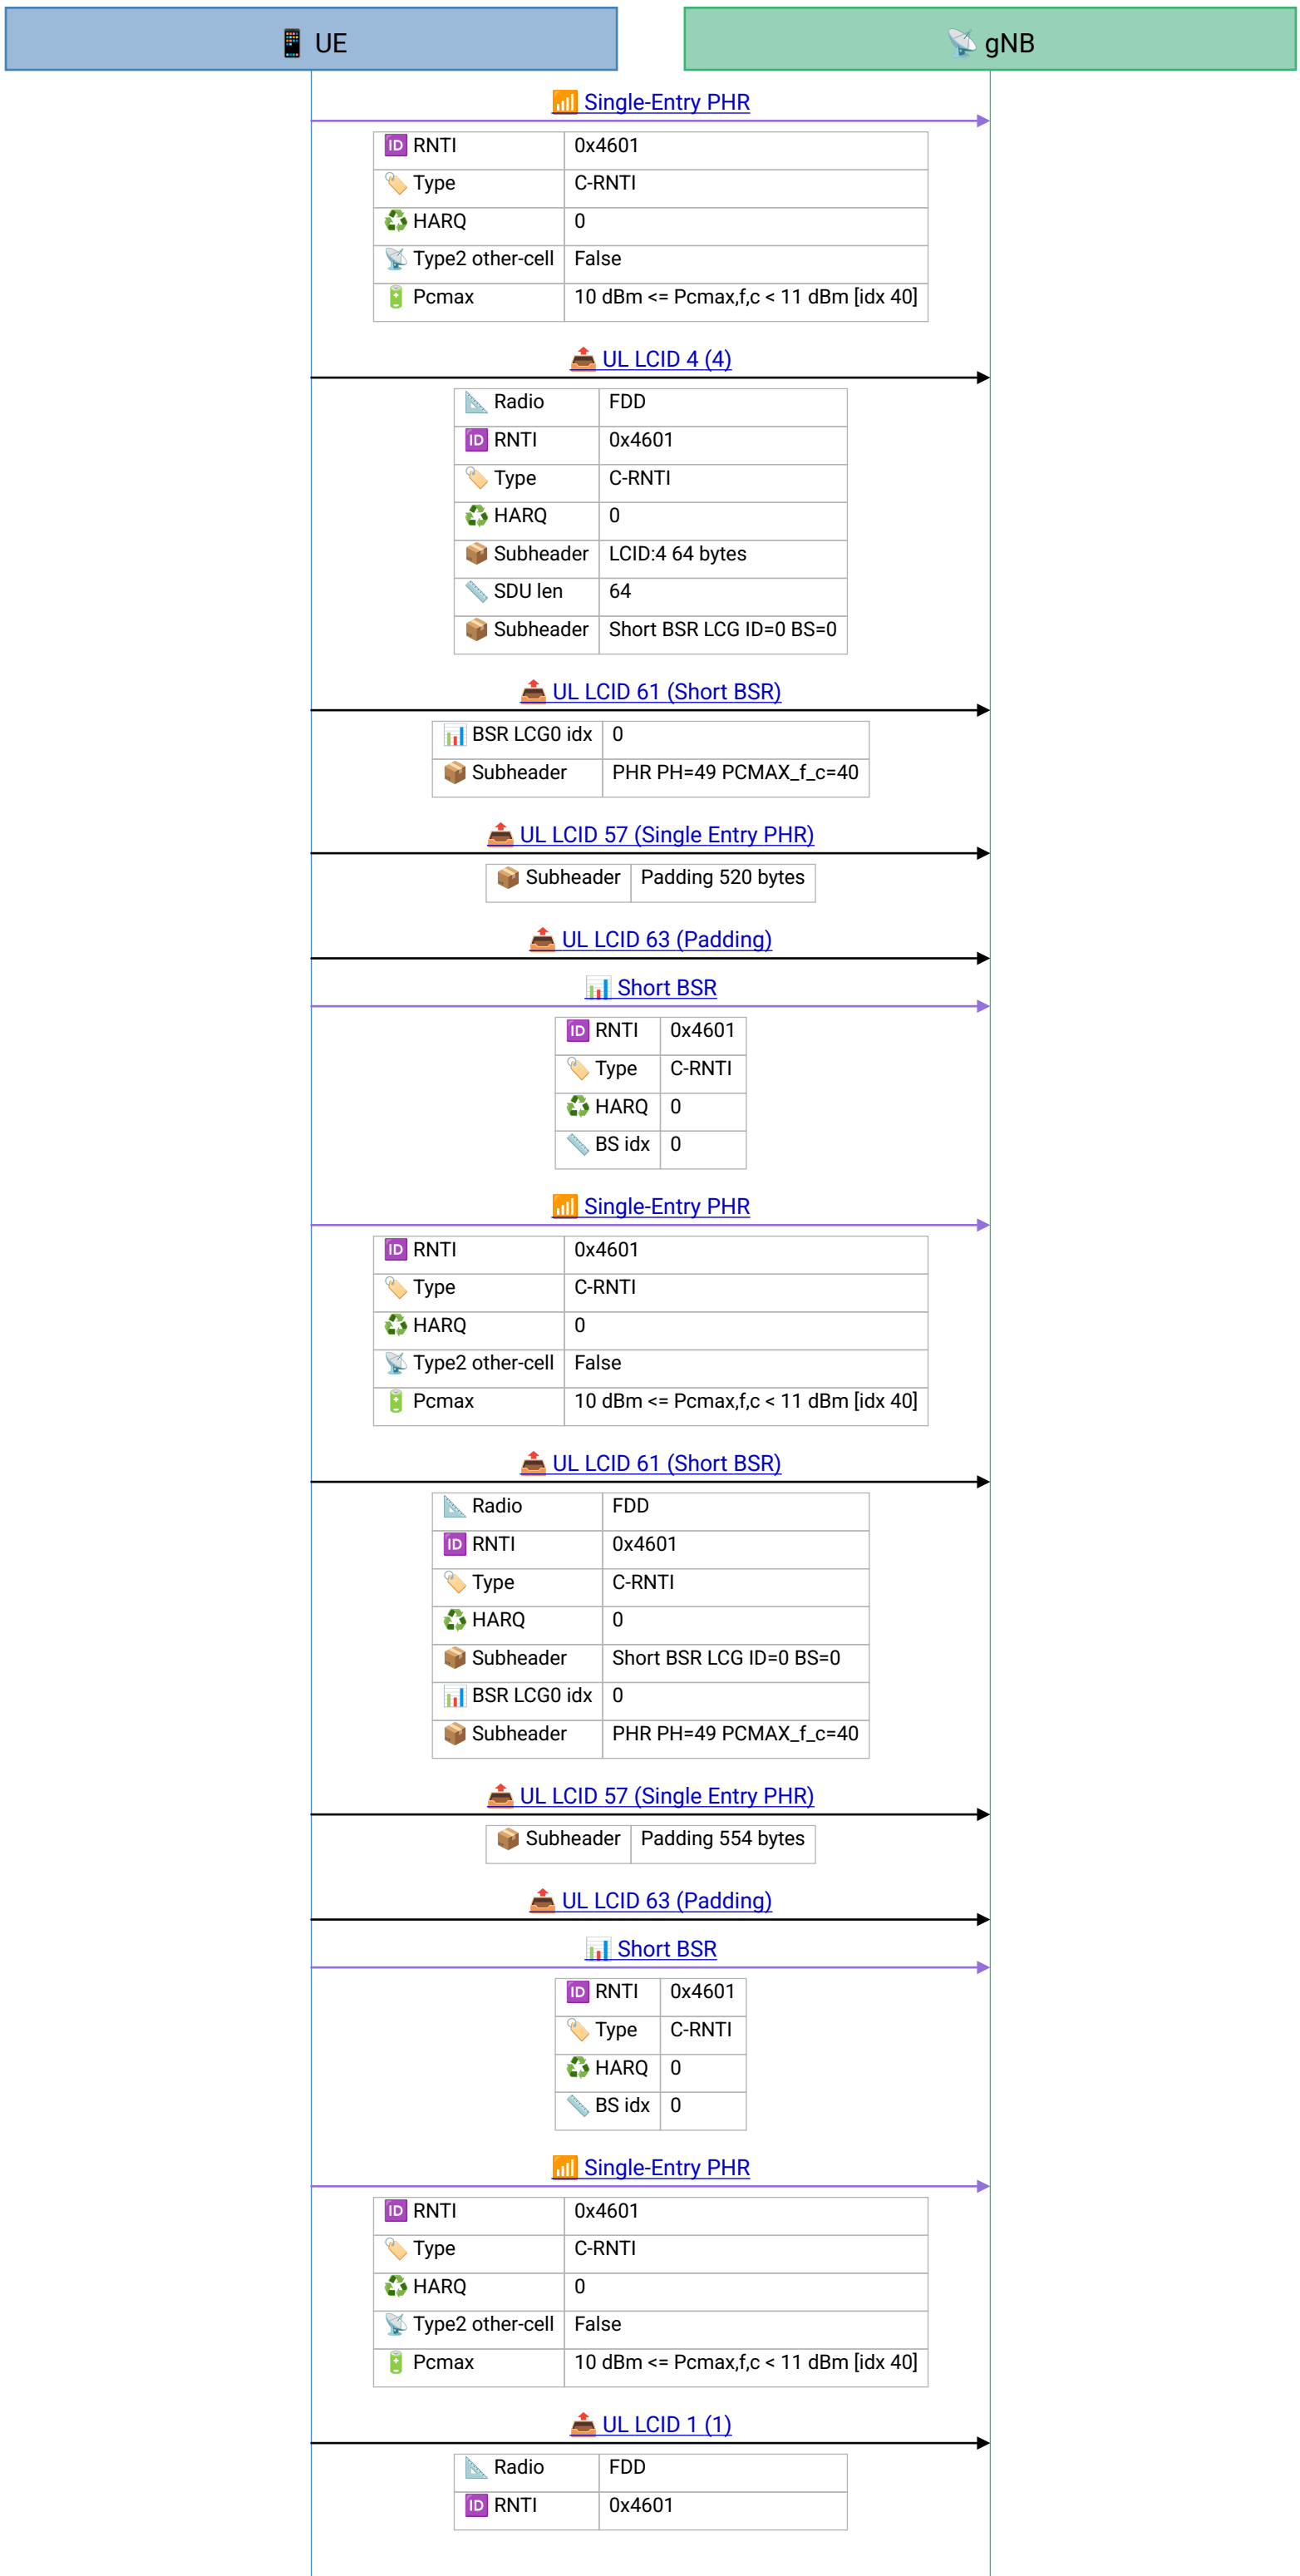 UE
gNB
Single-Entry PHR
RNTI 0x4601
Type C-RNTI
HARQ 0
Type2 other-cell False
Pcmax 10 dBm <= Pcmax,f,c < 11 dBm [idx 40]
UL LCID 4 (4)
Radio FDD
RNTI 0x4601
Type C-RNTI
HARQ 0
Subheader LCID:4 64 bytes
SDU len 64
Subheader Short BSR LCG ID=0 BS=0
UL LCID 61 (Short BSR)
BSR LCG0 idx 0
Subheader PHR PH=49 PCMAX_f_c=40
UL LCID 57 (Single Entry PHR)
Subheader Padding 520 bytes
UL LCID 63 (Padding)
Short BSR
RNTI 0x4601
Type C-RNTI
HARQ 0
BS idx 0
Single-Entry PHR
RNTI 0x4601
Type C-RNTI
HARQ 0
Type2 other-cell False
Pcmax 10 dBm <= Pcmax,f,c < 11 dBm [idx 40]
UL LCID 61 (Short BSR)
Radio FDD
RNTI 0x4601
Type C-RNTI
HARQ 0
Subheader Short BSR LCG ID=0 BS=0
BSR LCG0 idx 0
Subheader PHR PH=49 PCMAX_f_c=40
UL LCID 57 (Single Entry PHR)
Subheader Padding 554 bytes
UL LCID 63 (Padding)
Short BSR
RNTI 0x4601
Type C-RNTI
HARQ 0
BS idx 0
Single-Entry PHR
RNTI 0x4601
Type C-RNTI
HARQ 0
Type2 other-cell False
Pcmax 10 dBm <= Pcmax,f,c < 11 dBm [idx 40]
UL LCID 1 (1)
Radio FDD
RNTI 0x4601